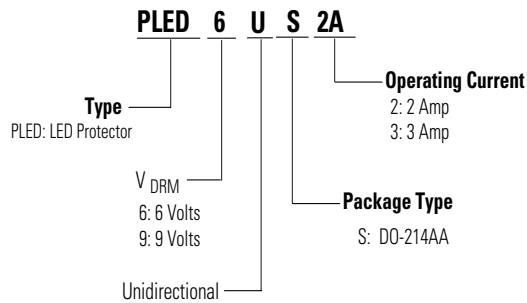 PLED 6 U S 2A
Operating Current
2: 2 Amp
3: 3 Amp
Type
PLED: LED Protector
V DRM
6: 6 Volts
9: 9 Volts
Package Type
S: DO-214AA
Unidirectional